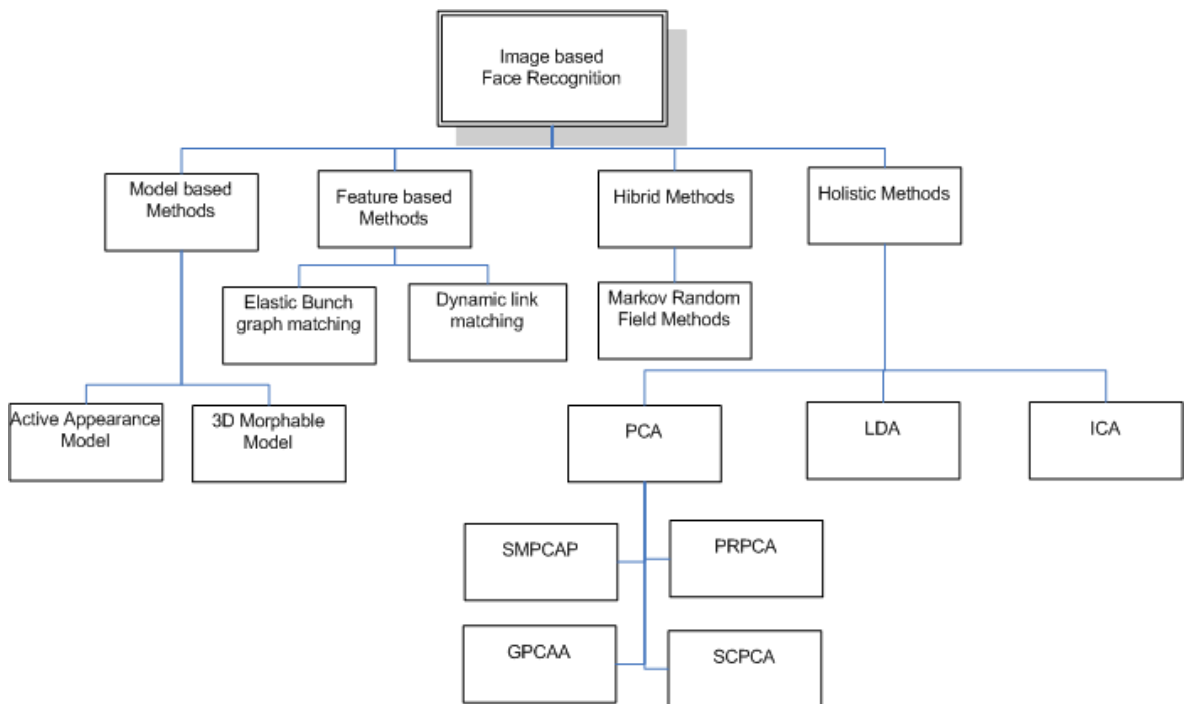 Image based
Face Recognition
Model based
Methods
Feature based
Methods
Hibrid Methods
Holistic Methods
Elastic Bunch
graph matching
Dynamic link
matching
Markov Random
Field Methods
Active Appearance
Model
3D Morphable
Model
PCA
LDA
ICA
SMPCAP
PRPCA
GPCAA
SCPCA